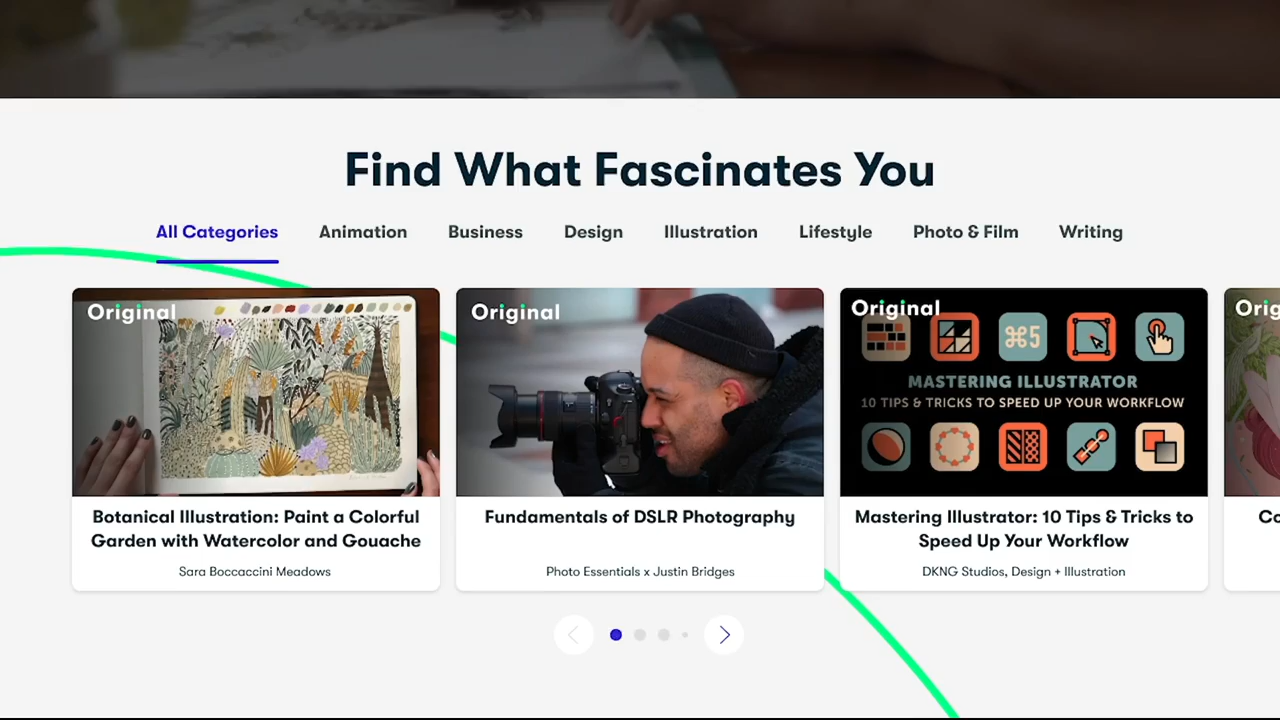 Find What Fascinates You
All Categories Animation Business Design Illustration Lifestyle Photo & Film Writing
Original
Botanical Illustration: Paint a Colorful
Garden with Watercolor and Gouache
Sara Boccaccini Meadows
Original
Fundamentals of DSLR Photography
Photo Essentials x Justin Bridges
Original
⌘5
MASTERING ILLUSTRATOR
10 TIPS & TRICKS TO SPEED UP YOUR WORKFLOW
Mastering Illustrator: 10 Tips & Tricks to
Speed Up Your Workflow
DKNG Studios, Design + Illustration